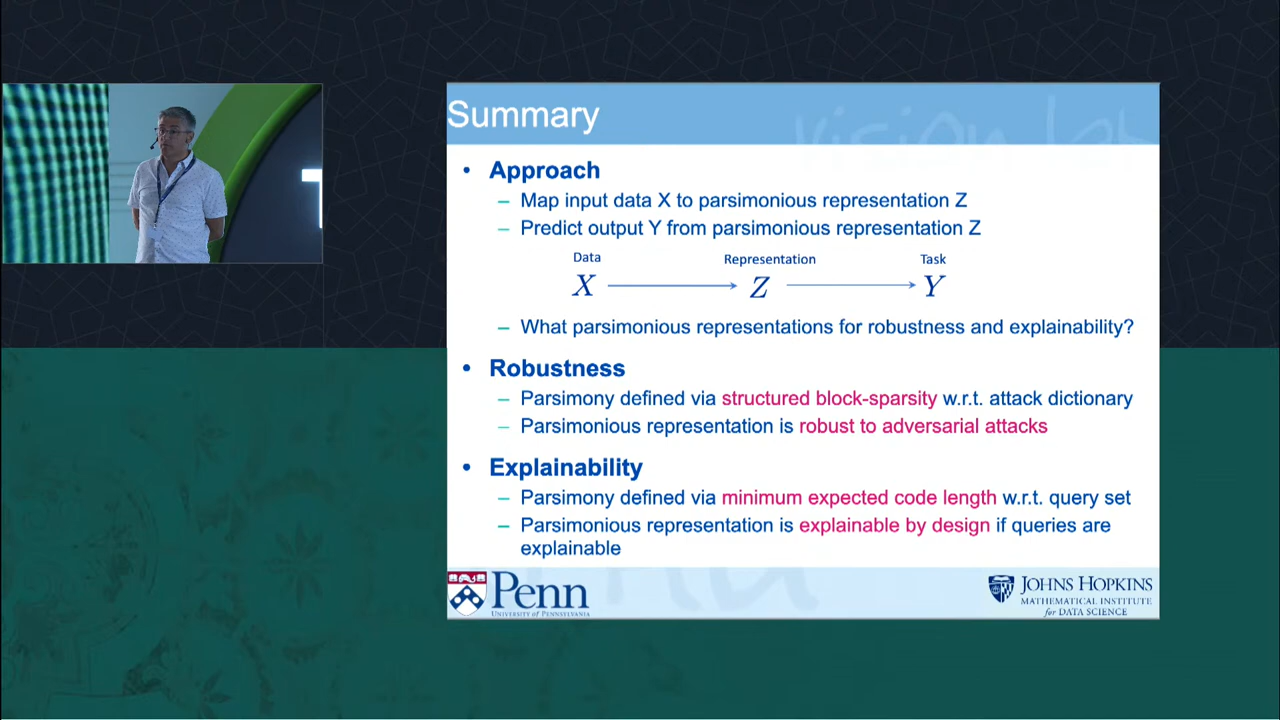 Summary
• Approach
– Map input data X to parsimonious representation Z
– Predict output Y from parsimonious representation Z
Data Representation Task
X Z Y
– What parsimonious representations for robustness and explainability?
• Robustness
– Parsimony defined via structured block-sparsity w.r.t. attack dictionary
– Parsimonious representation is robust to adversarial attacks
• Explainability
– Parsimony defined via minimum expected code length w.r.t. query set
– Parsimonious representation is explainable by design if queries are
explainable
Penn
UNIVERSITY OF PENNSYLVANIA
JOHNS HOPKINS
MATHEMATICAL INSTITUTE
for DATA SCIENCE
vision lab
T